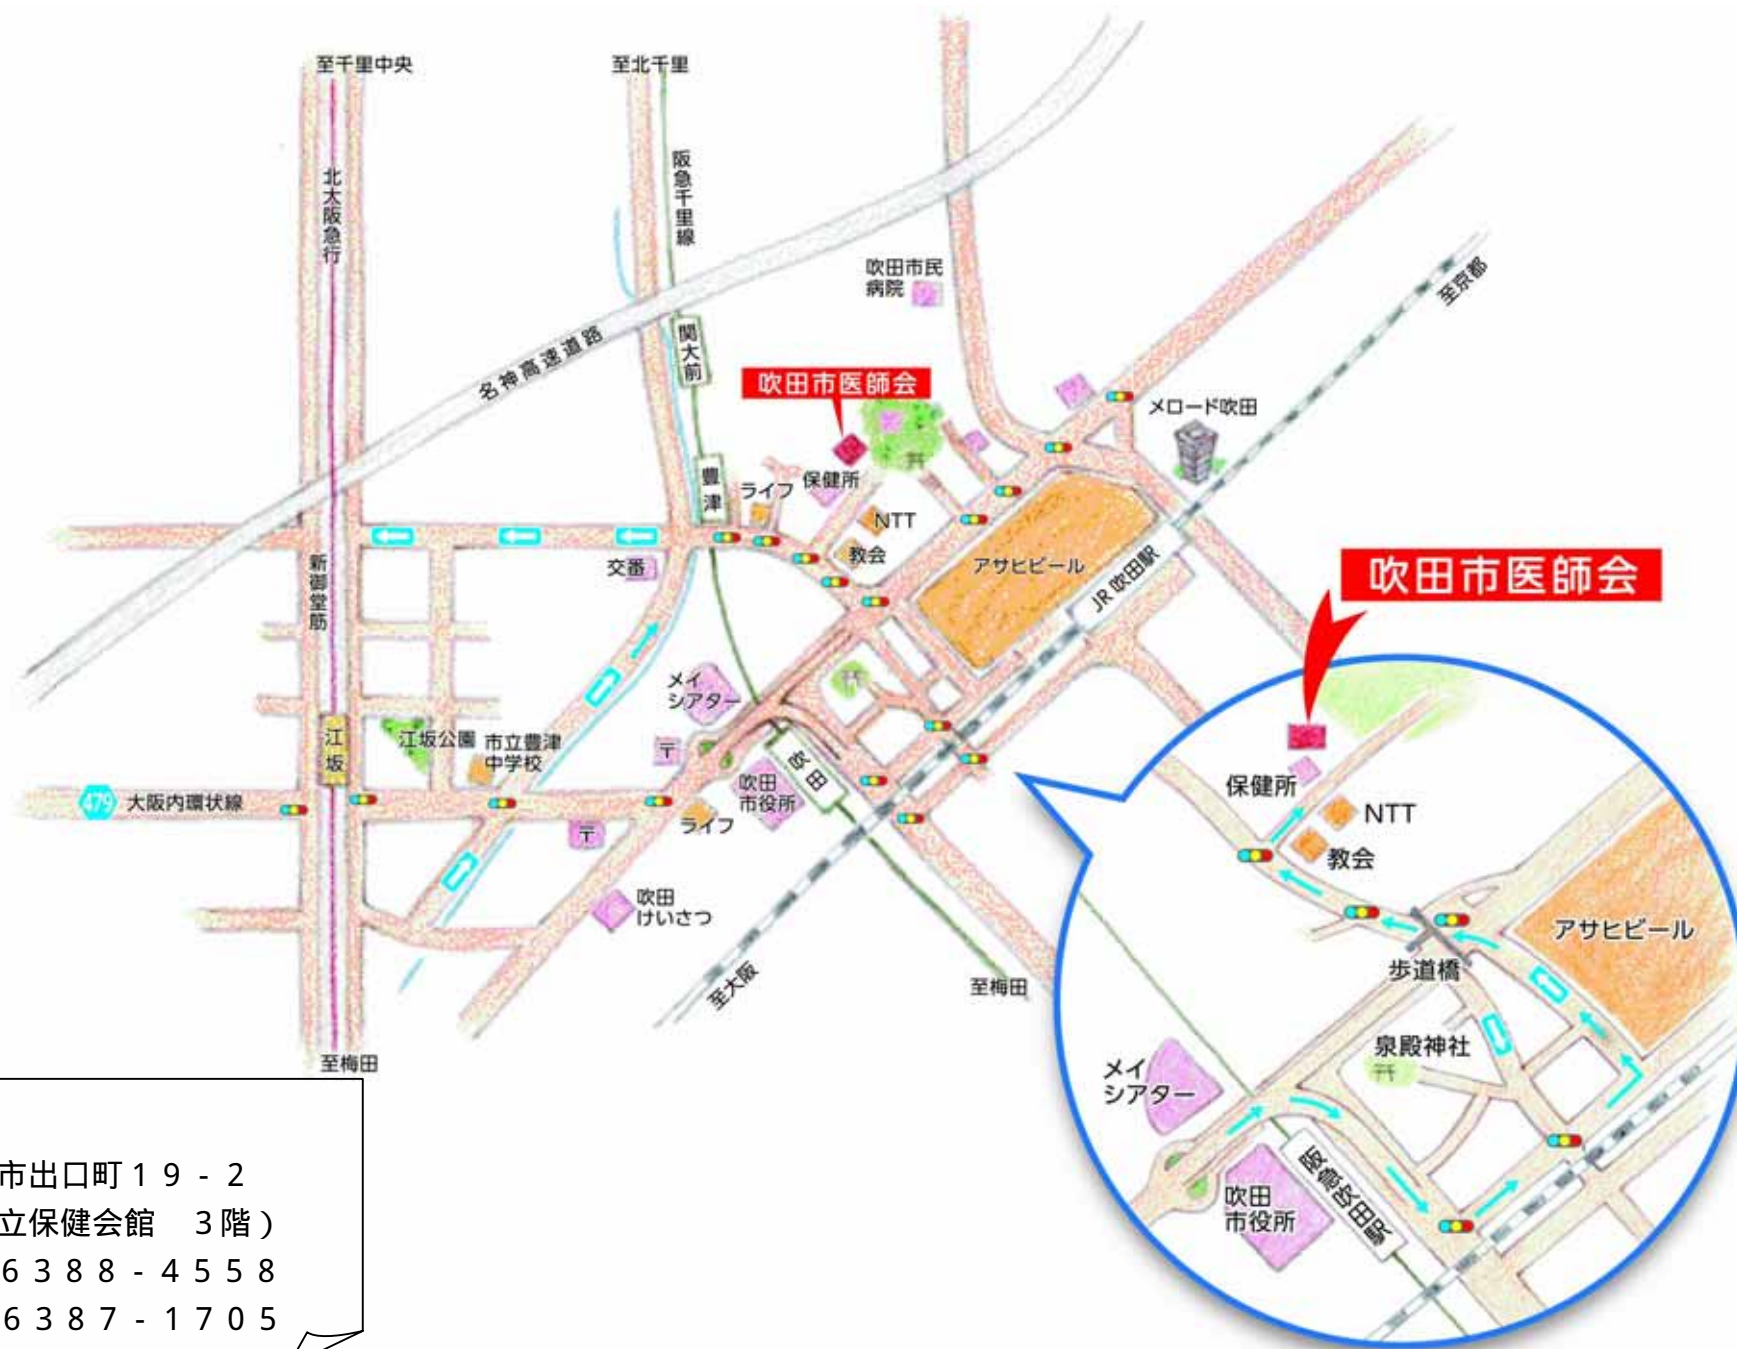 至千里中央
至北千里
阪急千里線
北大阪急行
吹田市民
病院
至京都
名神高速道路
関大前
吹田市医師会
メロード吹田
豊津
ライフ
保健所
NTT
教会
アサヒビール
JR 吹田駅
交番
新御堂筋
吹田市医師会
メイ
シアター
江坂
江坂公園
市立豊津
中学校
〒
吹田
吹田
市役所
479
大阪内環状線
ライフ
〒
吹田
けいさつ
至大阪
至梅田
至梅田
保健所
NTT
教会
アサヒビール
歩道橋
泉殿神社
メイ
シアター
阪急吹田駅
吹田
市役所
市出口町19-2
立保健会館 3階)
6388-4558
6387-1705